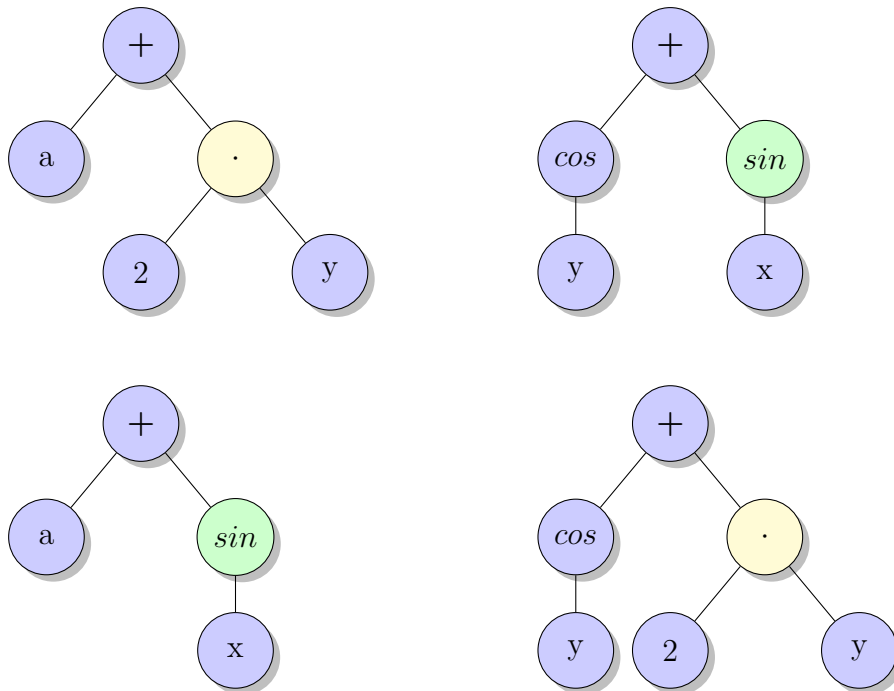 + +
a · cos sin
2 y y x
+ +
a sin cos ·
x y 2 y